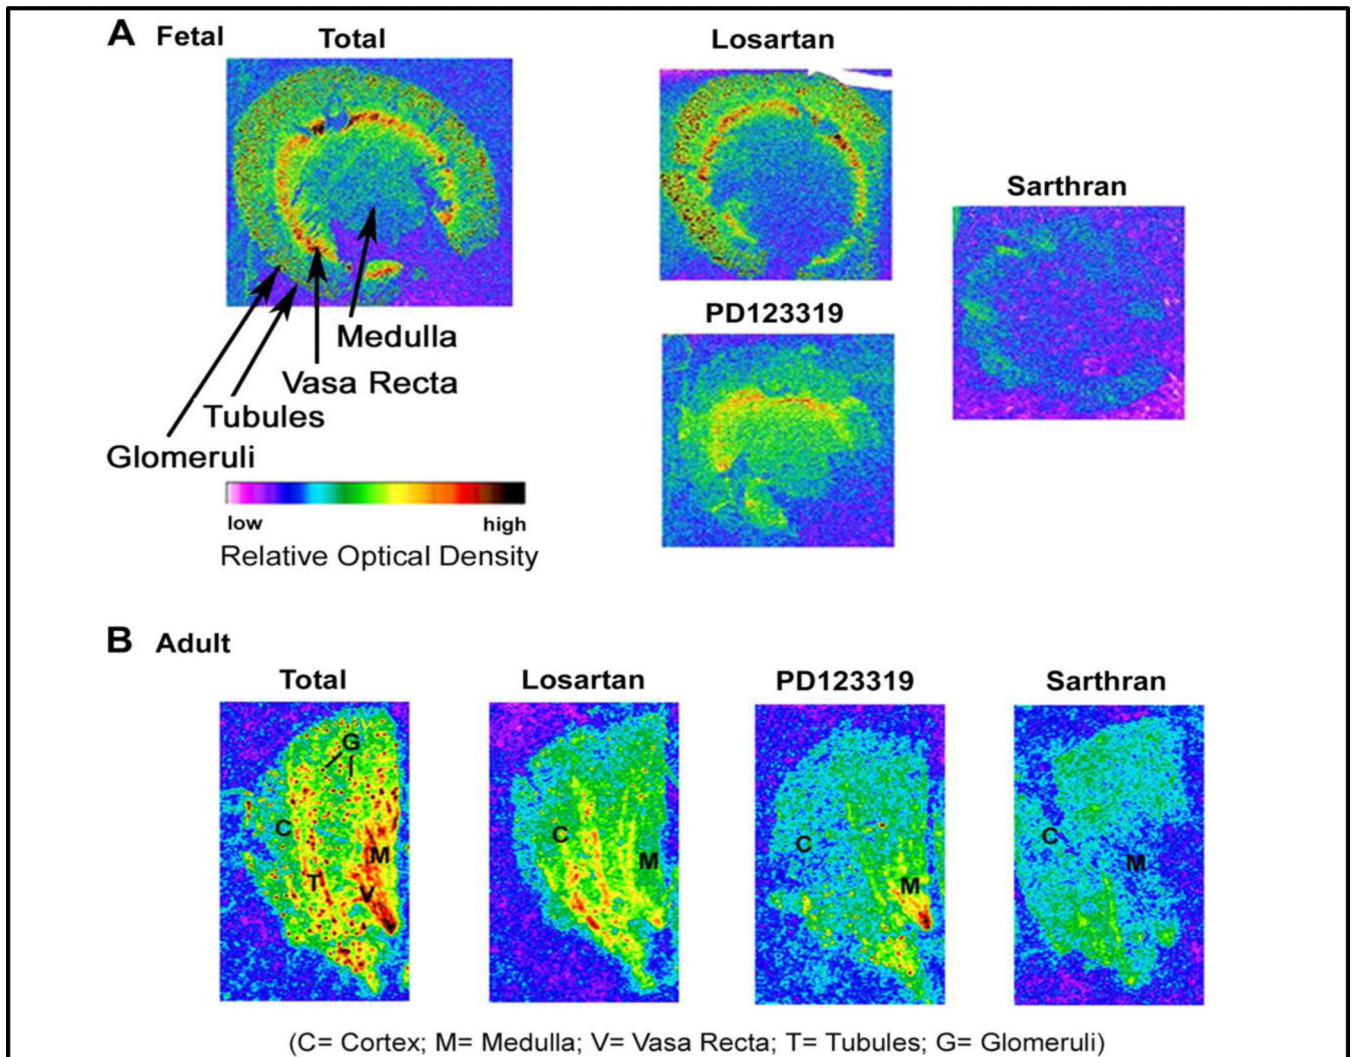 A Fetal
Total
Losartan
Sarthran
PD123319
Medulla
Vasa Recta
Tubules
Glomeruli
low high
Relative Optical Density
B Adult
Total Losartan PD123319 Sarthran
G
C
M
T
V
C
M
C
M
C
M
(C= Cortex; M= Medulla; V= Vasa Recta; T= Tubules; G= Glomeruli)